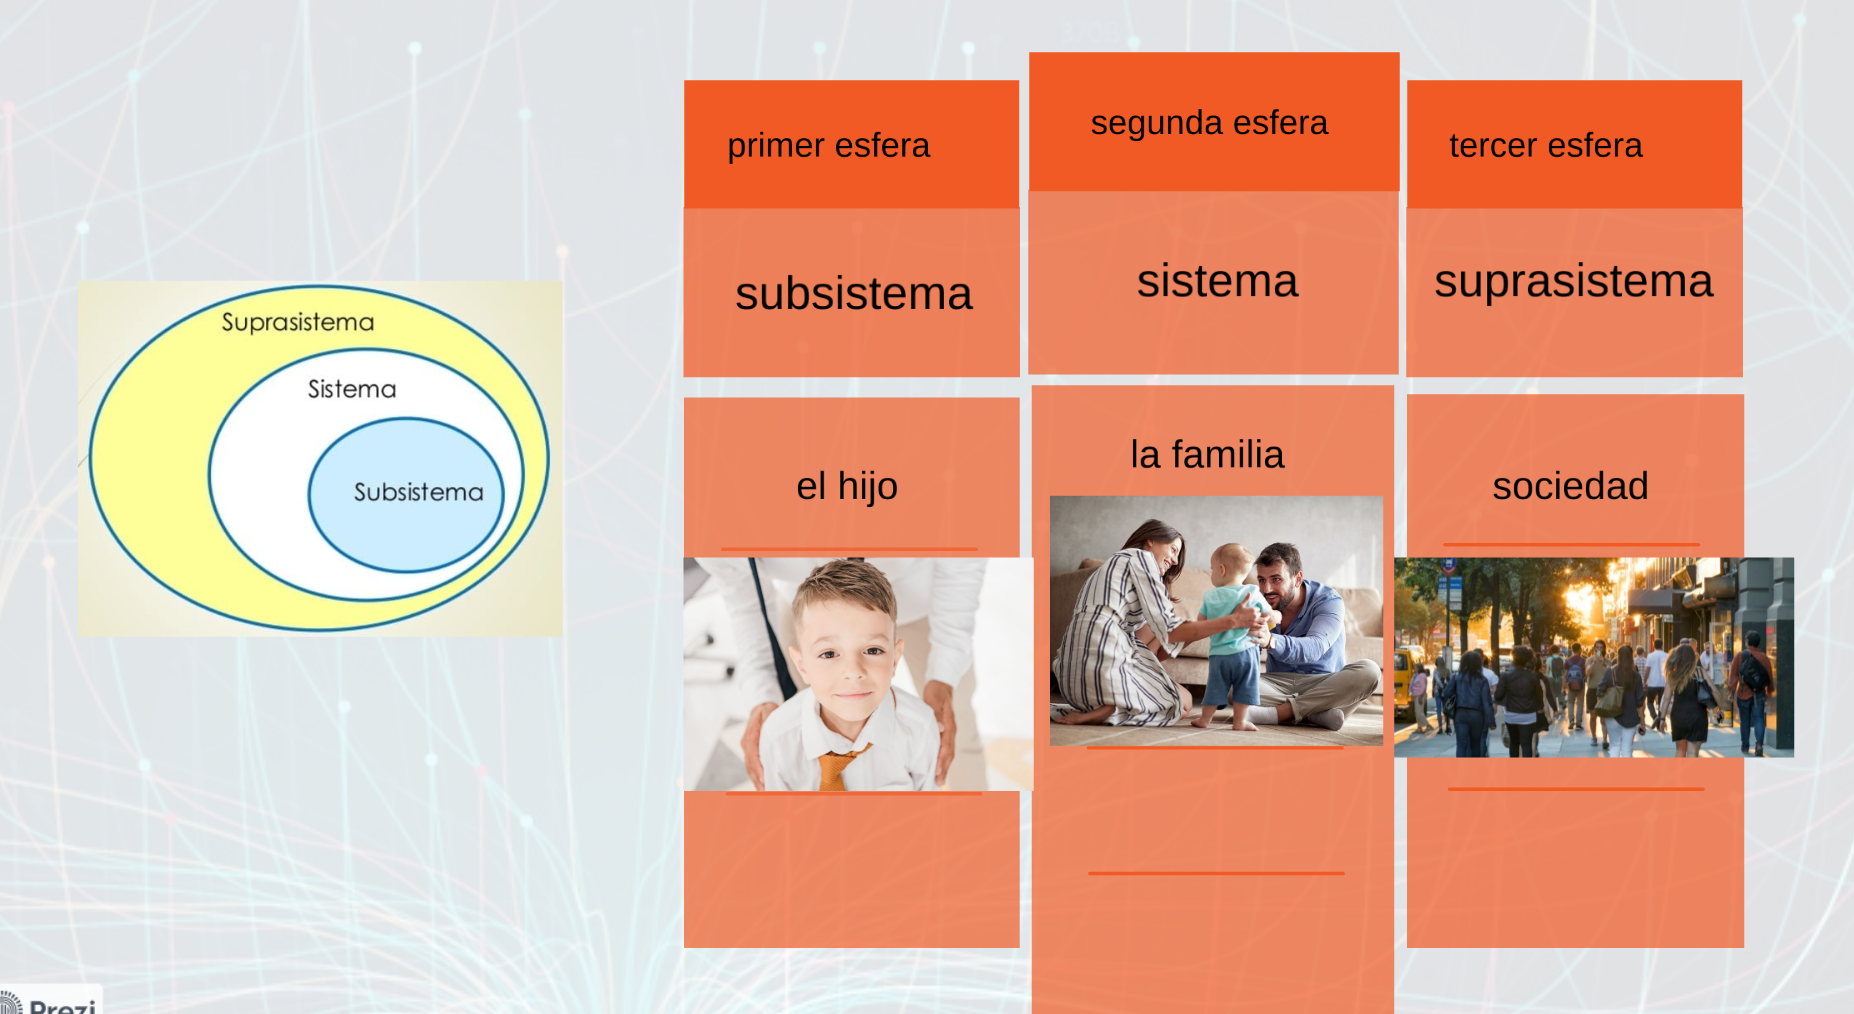 Suprasistema
Sistema
Subsistema
primer esfera
segunda esfera
tercer esfera
subsistema
sistema
suprasistema
el hijo
la familia
sociedad
Prezi